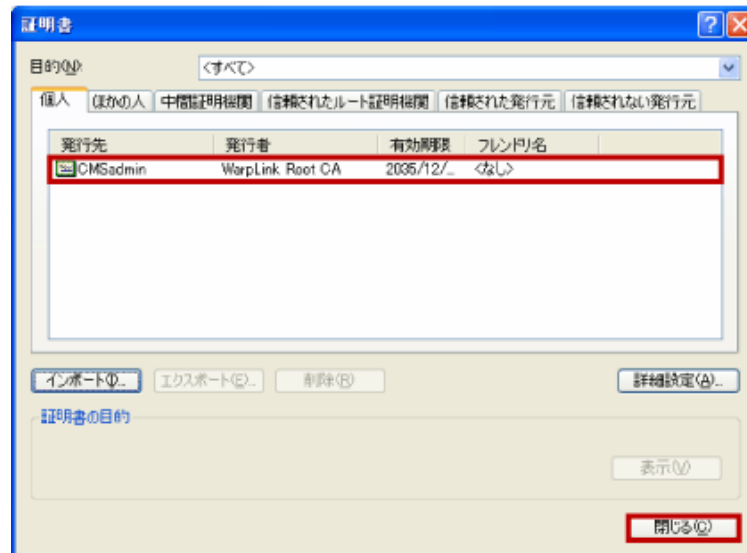 証明書
目的(N): <すべて>
個人 ほかの人 中間証明機関 信頼されたルート証明機関 信頼された発行元 信頼されない発行元
発行先 発行者 有効期限 フレンドリ名
CMSadmin WarpLink Root CA 2035/12/... <なし>
インポート(I)... エクスポート(E)... 削除(R) 詳細設定(A)...
証明書の目的
表示(V)
閉じる(C)